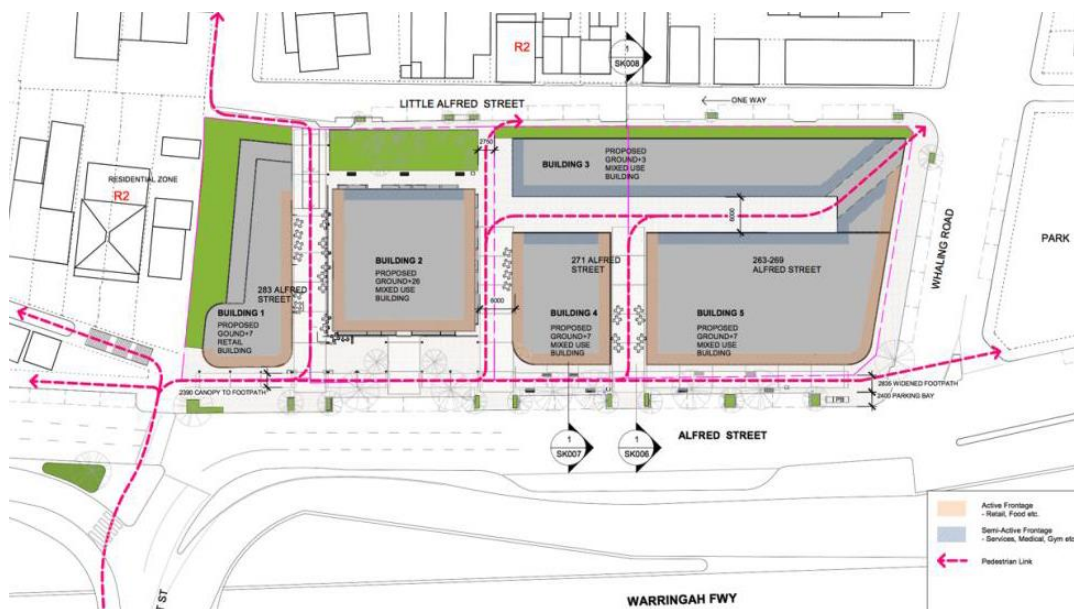 R2
1
SK008
ONE WAY
LITTLE ALFRED STREET
2750
BUILDING 3
PROPOSED
GROUND+3
MIXED USE
BUILDING
RESIDENTIAL ZONE
R2
6000
PARK
WHALING ROAD
BUILDING 2
PROPOSED
GROUND+26
MIXED USE
BUILDING
271 ALFRED
STREET
263-269
ALFRED STREET
283 ALFRED
STREET
6000
BUILDING 1
PROPOSED
GOUND+7
RETAIL
BUILDING
BUILDING 4
PROPOSED
GROUND+7
MIXED USE
BUILDING
BUILDING 5
PROPOSED
GROUND+7
MIXED USE
BUILDING
2390 CANOPY TO FOOTPATH
2835 WIDENED FOOTPATH
2400 PARKING BAY
1
SK007
1
SK006
ALFRED STREET
Active Frontage
- Retail, Food etc.
Semi-Active Frontage
- Services, Medical, Gym etc
Pedestrian Link
T ST
WARRINGAH FWY